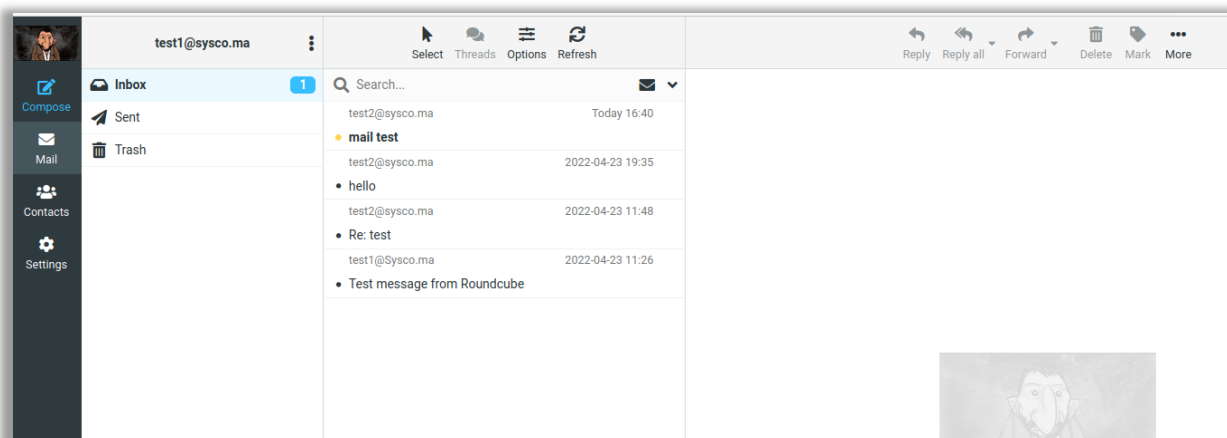 test1@sysco.ma
Compose
Mail
Contacts
Settings
Inbox 1
Sent
Trash
Select Threads Options Refresh
Search...
test2@sysco.ma Today 16:40
mail test
test2@sysco.ma 2022-04-23 19:35
hello
test2@sysco.ma 2022-04-23 11:48
Re: test
test1@Sysco.ma 2022-04-23 11:26
Test message from Roundcube
Reply Reply all Forward Delete Mark More